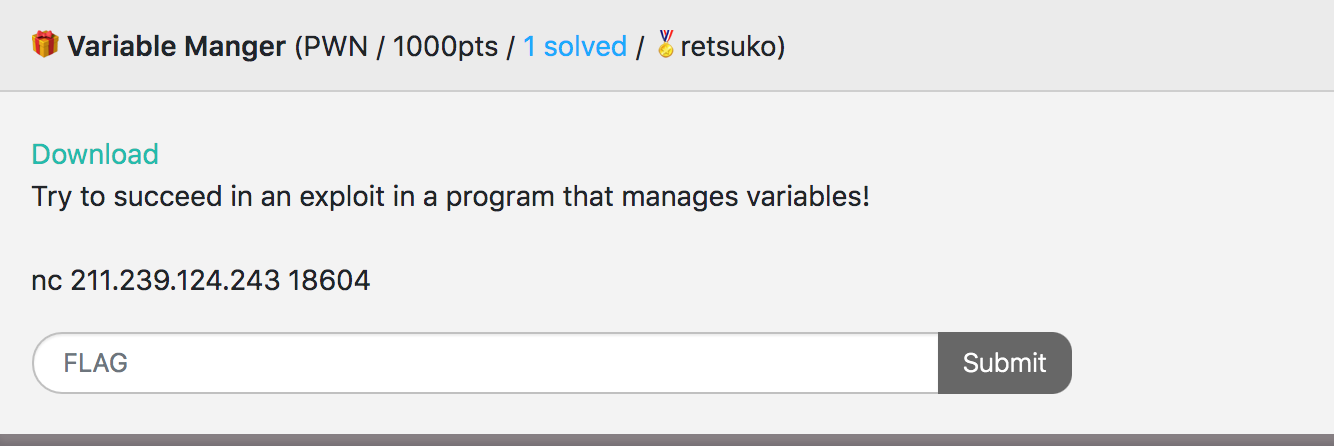 🎁 Variable Manger (PWN / 1000pts / 1 solved / 🏅retsuko)
Download
Try to succeed in an exploit in a program that manages variables!
nc 211.239.124.243 18604
FLAG Submit